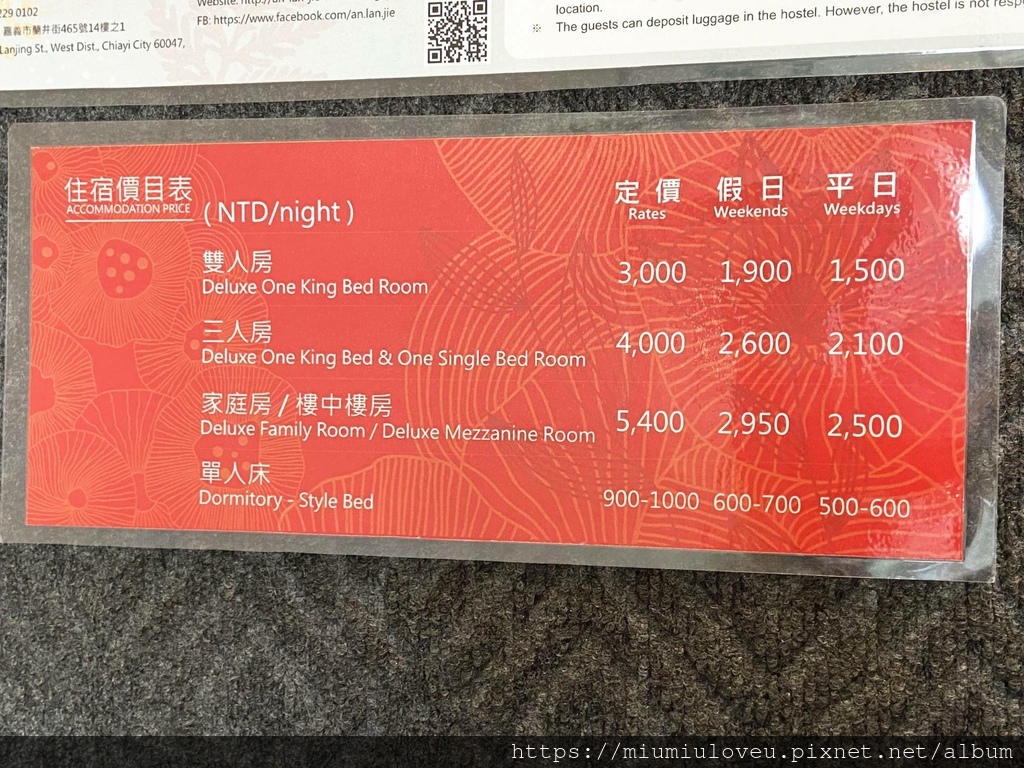 229 0102
嘉義市蘭井街465號14樓之1
Lanjing St., West Dist., Chiayi City 60047,
FB: https://www.facebook.com/an.lan.jie
location.
※ The guests can deposit luggage in the hostel. However, the hostel is not resp
住宿價目表
ACCOMMODATION PRICE
(NTD/night)
定價 假日 平日
Rates Weekends Weekdays
雙人房
Deluxe One King Bed Room
3,000 1,900 1,500
三人房
Deluxe One King Bed & One Single Bed Room
4,000 2,600 2,100
家庭房 / 樓中樓房
Deluxe Family Room / Deluxe Mezzanine Room
5,400 2,950 2,500
單人床
Dormitory - Style Bed
900-1000 600-700 500-600
https://miumiuloveu.pixnet.net/album